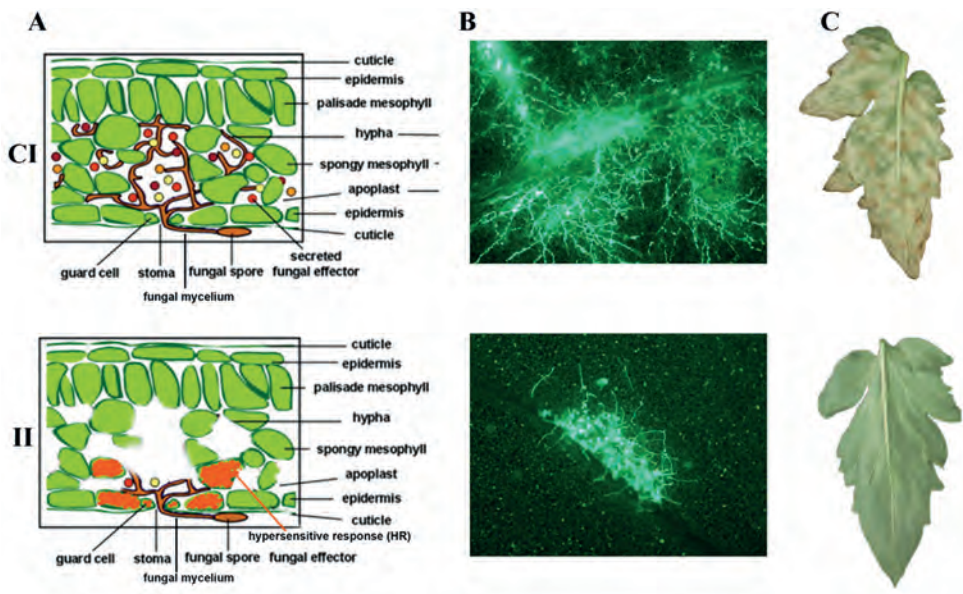 A
B
C
CI
cuticle
epidermis
palisade mesophyll
hypha
spongy mesophyll
apoplast
epidermis
cuticle
guard cell
stoma
fungal spore
secreted
fungal effector
fungal mycelium
II
cuticle
epidermis
palisade mesophyll
hypha
spongy mesophyll
apoplast
epidermis
cuticle
hypersensitive response (HR)
guard cell
stoma
fungal spore
fungal effector
fungal mycelium